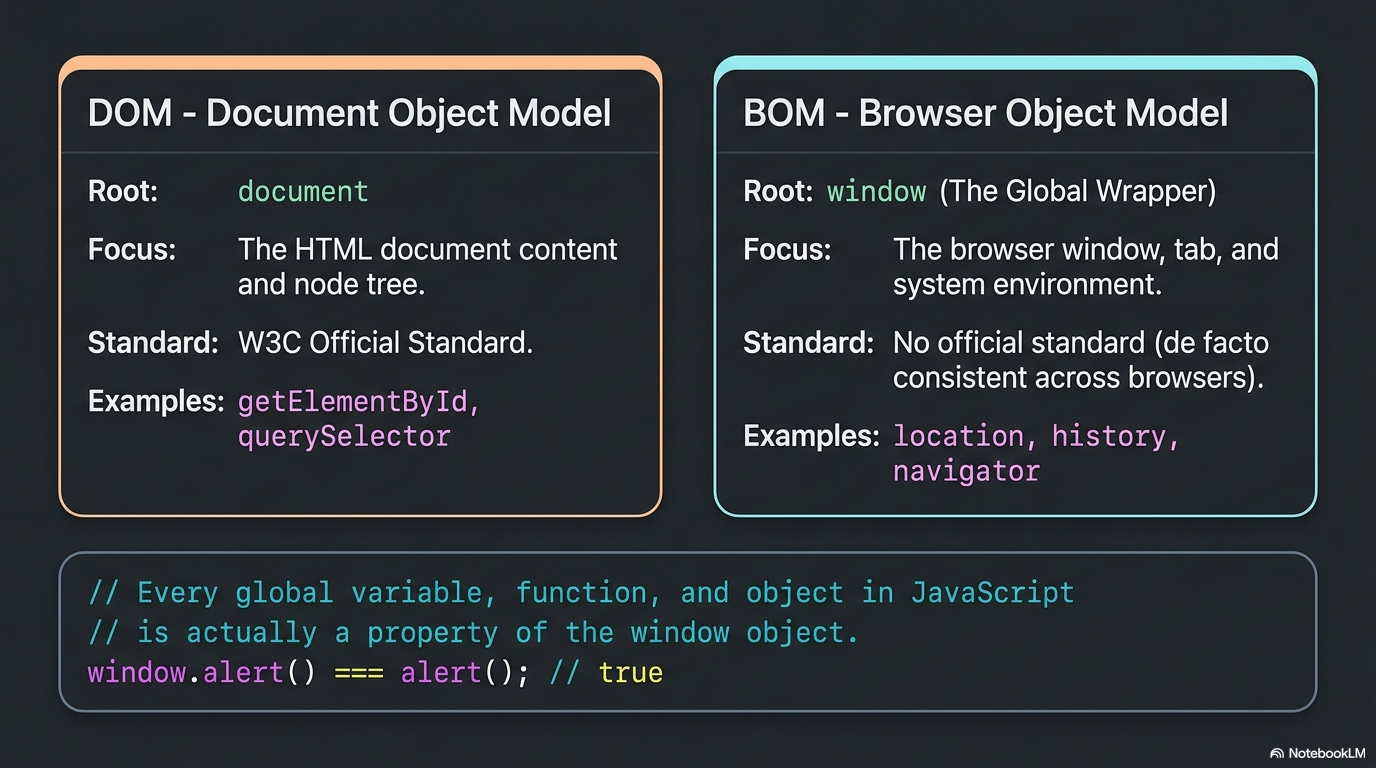 DOM - Document Object Model
Root: document
Focus: The HTML document content
and node tree.
Standard: W3C Official Standard.
Examples: getElementById,
querySelector
BOM - Browser Object Model
Root: window (The Global Wrapper)
Focus: The browser window, tab, and
system environment.
Standard: No official standard (de facto
consistent across browsers).
Examples: location, history,
navigator
// Every global variable, function, and object in JavaScript
// is actually a property of the window object.
window.alert() === alert(); // true
NotebookLM